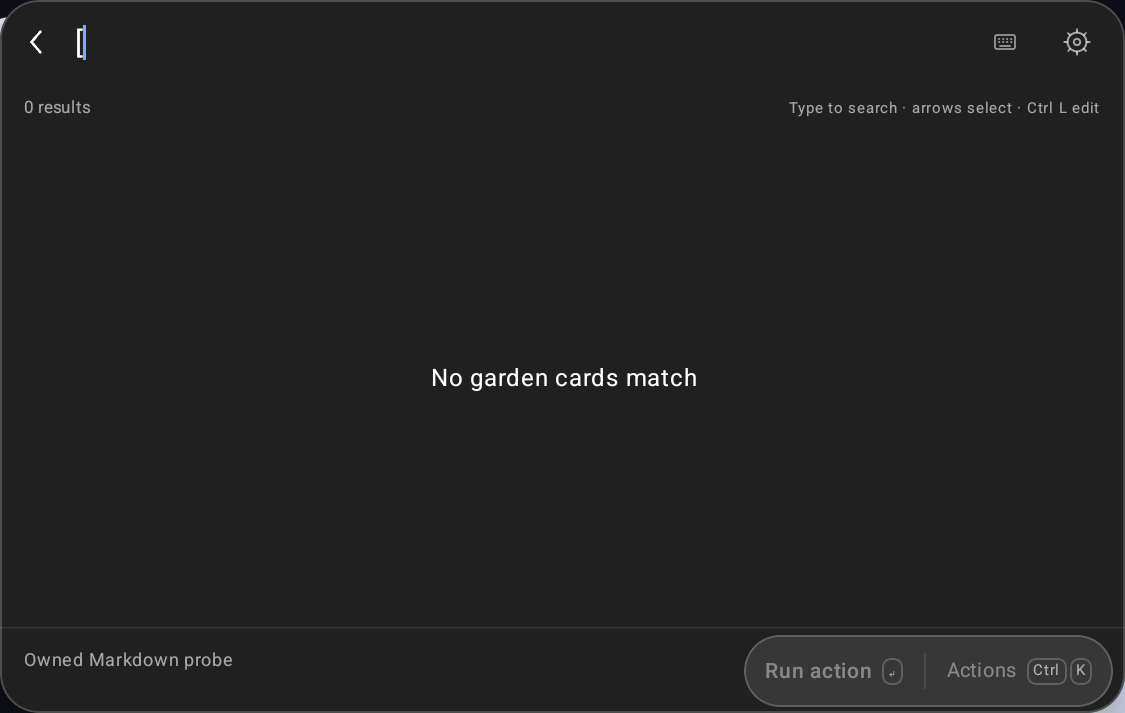 [
0 results
Type to search · arrows select · Ctrl L edit
No garden cards match
Owned Markdown probe
Run action ↵
Actions Ctrl K